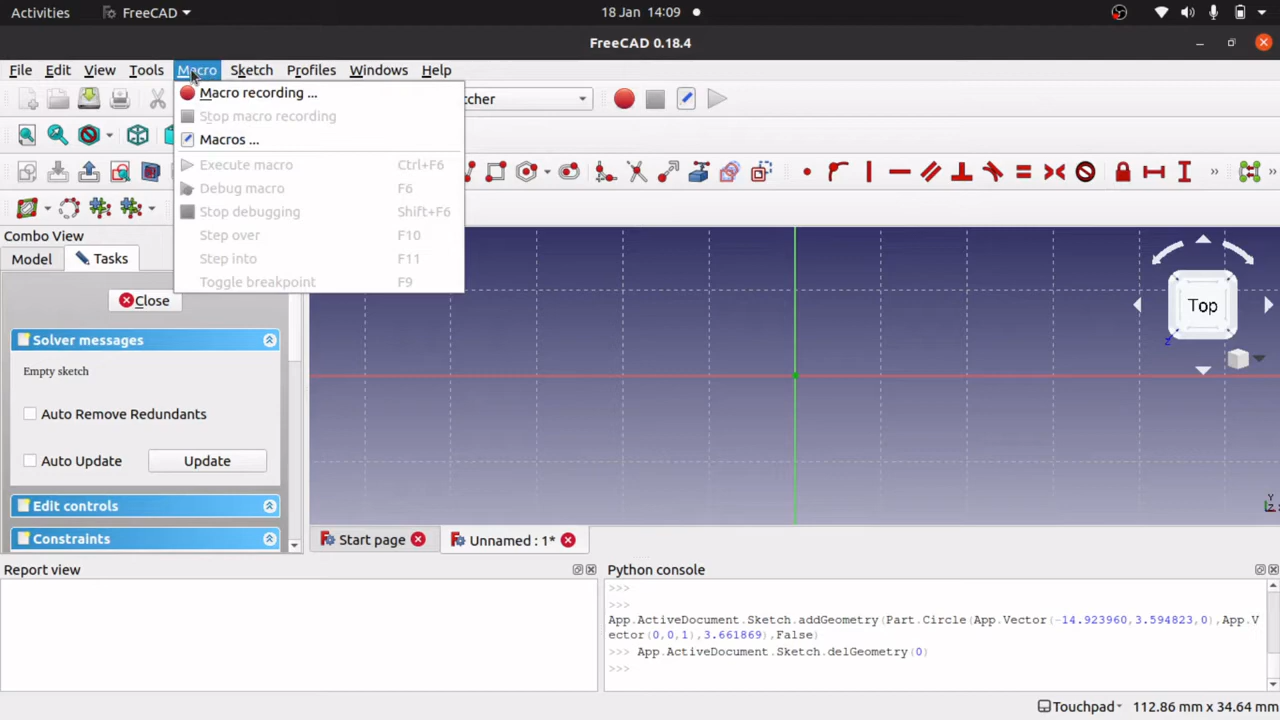 Activities FreeCAD 18 Jan 14:09
FreeCAD 0.18.4
File Edit View Tools Macro Sketch Profiles Windows Help
Macro recording ...
Stop macro recording
Macros ...
Execute macro Ctrl+F6
Debug macro F6
Stop debugging Shift+F6
Step over F10
Step into F11
Toggle breakpoint F9
Combo View
Model Tasks
Close
Solver messages
Empty sketch
Auto Remove Redundants
Auto Update Update
Edit controls
Constraints
Top
Z
Y
Z
Start page Unnamed : 1*
Report view
Python console
>>>
>>>
App.ActiveDocument.Sketch.addGeometry(Part.Circle(App.Vector(-14.923960,3.594823,0),App.V
ector(0,0,1),3.661869),False)
>>> App.ActiveDocument.Sketch.delGeometry(0)
>>>
Touchpad 112.86 mm x 34.64 mm